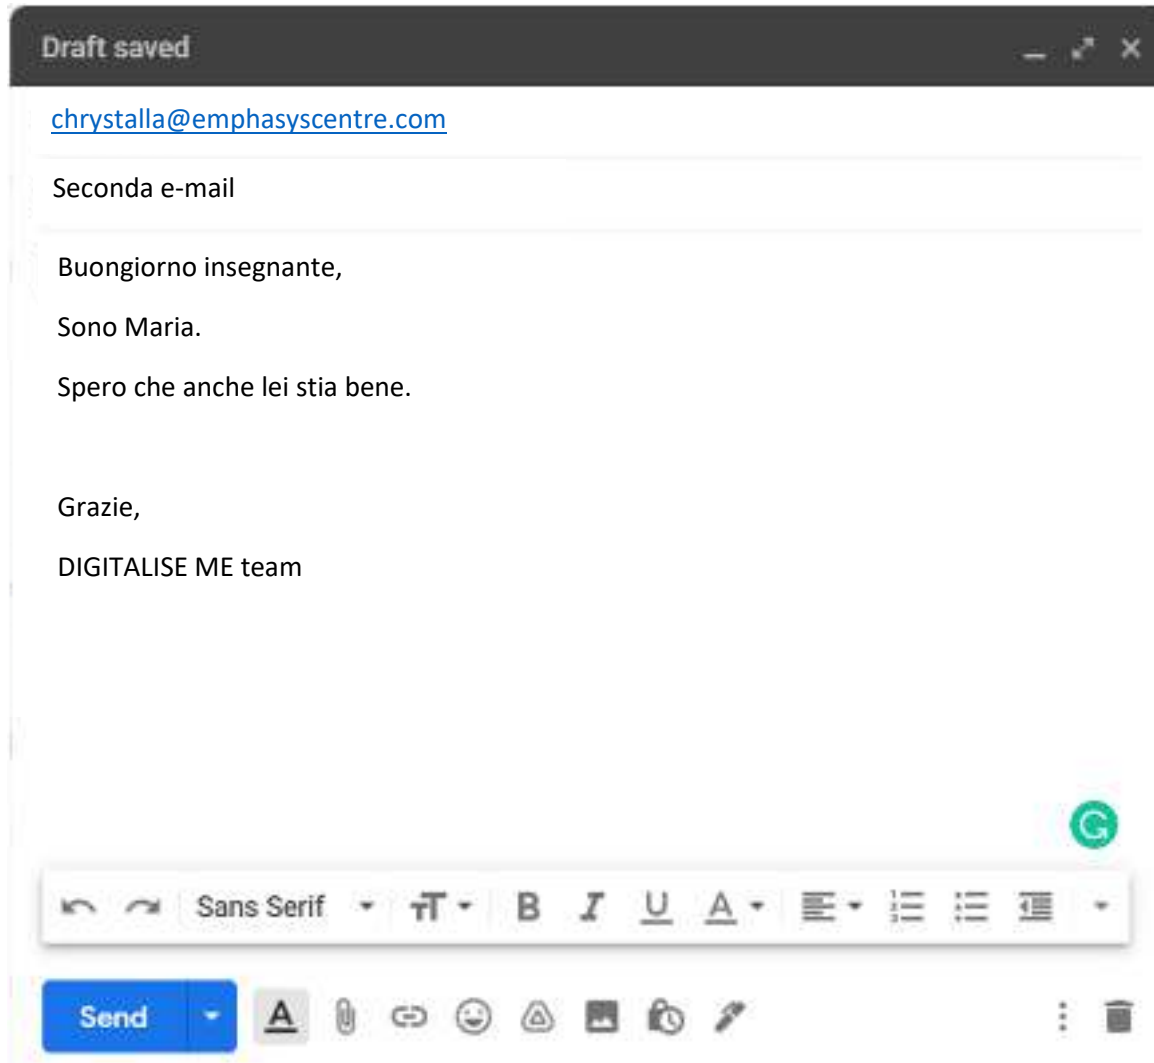 Draft saved
chrystalla@emphasyscentre.com
Seconda e-mail
Buongiorno insegnante,
Sono Maria.
Spero che anche lei stia bene.
Grazie,
DIGITALISE ME team
Sans Serif
Send